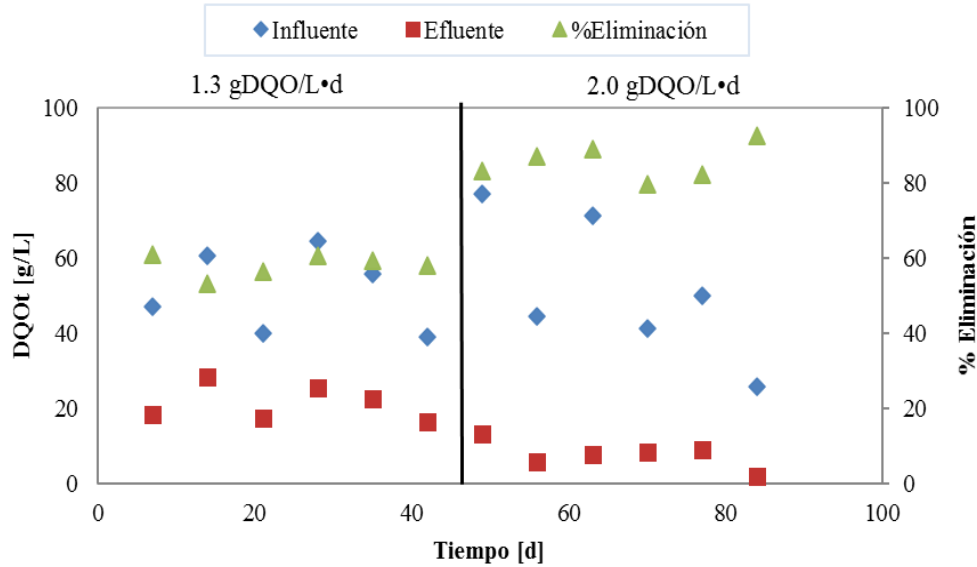 Influente Efluente %Eliminación
1.3 gDQO/L•d 2.0 gDQO/L•d
100 100
80 80
60 60
40 40
20 20
0 0
0 20 40 60 80 100
DQOt [g/L]
% Eliminación
Tiempo [d]